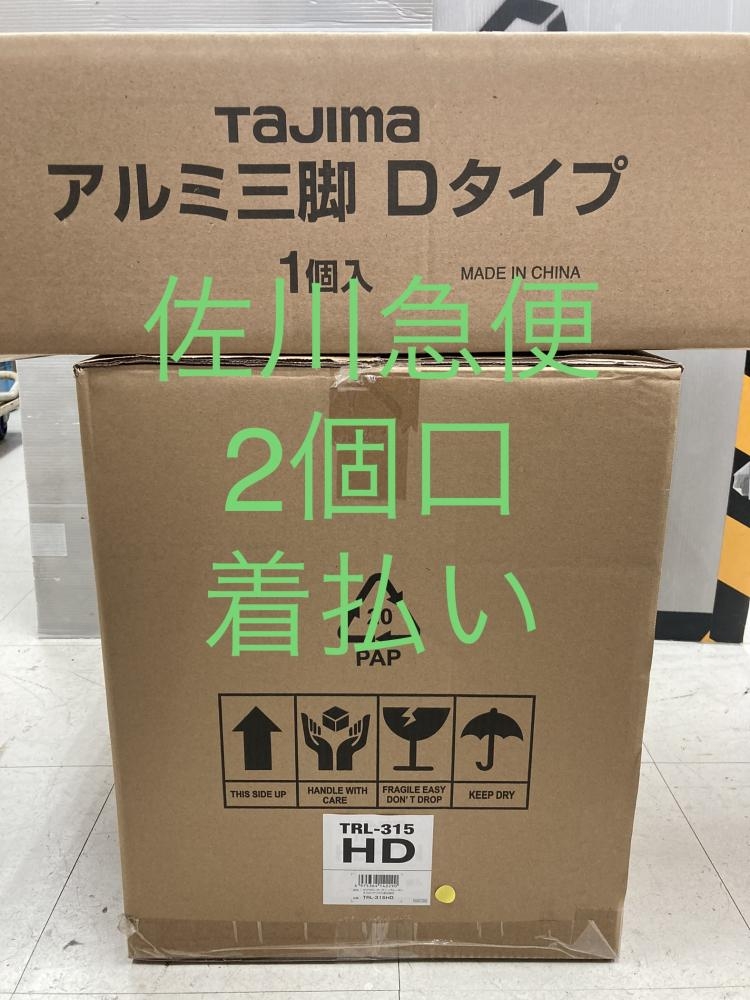 TAJIMA
アルミ三脚 Dタイプ
1個入
MADE IN CHINA
佐川急便
2個口
着払い
20
PAP
THIS SIDE UP
HANDLE WITH CARE
FRAGILE EASY DON'T DROP
KEEP DRY
TRL-315
HD
TRL-315HD